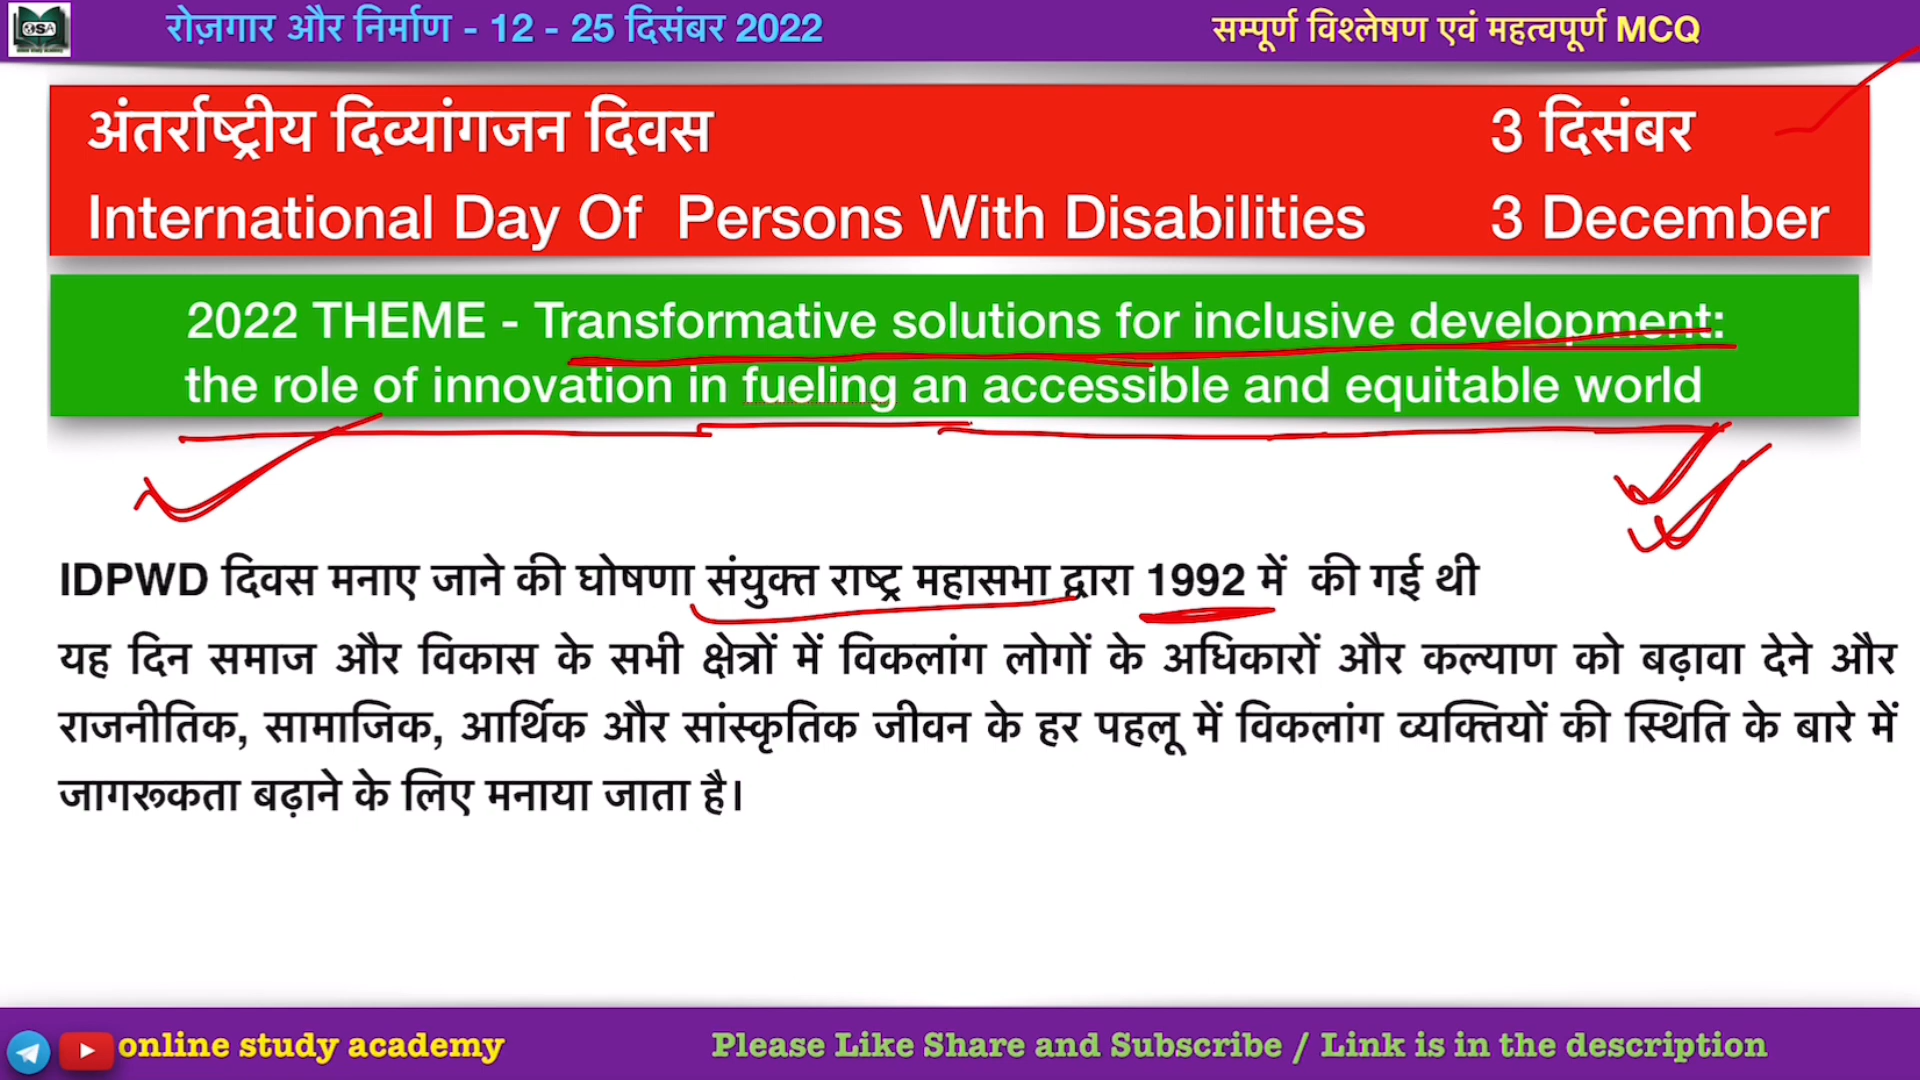 OSA
रोज़गार और निर्माण - 12 - 25 दिसंबर 2022
सम्पूर्ण विश्लेषण एवं महत्वपूर्ण MCQ
अंतर्राष्ट्रीय दिव्यांगजन दिवस 3 दिसंबर
International Day Of Persons With Disabilities 3 December
2022 THEME - Transformative solutions for inclusive development:
the role of innovation in fueling an accessible and equitable world
IDPWD दिवस मनाए जाने की घोषणा संयुक्त राष्ट्र महासभा द्वारा 1992 में की गई थी
यह दिन समाज और विकास के सभी क्षेत्रों में विकलांग लोगों के अधिकारों और कल्याण को बढ़ावा देने और
राजनीतिक, सामाजिक, आर्थिक और सांस्कृतिक जीवन के हर पहलू में विकलांग व्यक्तियों की स्थिति के बारे में
जागरूकता बढ़ाने के लिए मनाया जाता है।
online study academy
Please Like Share and Subscribe / Link is in the description